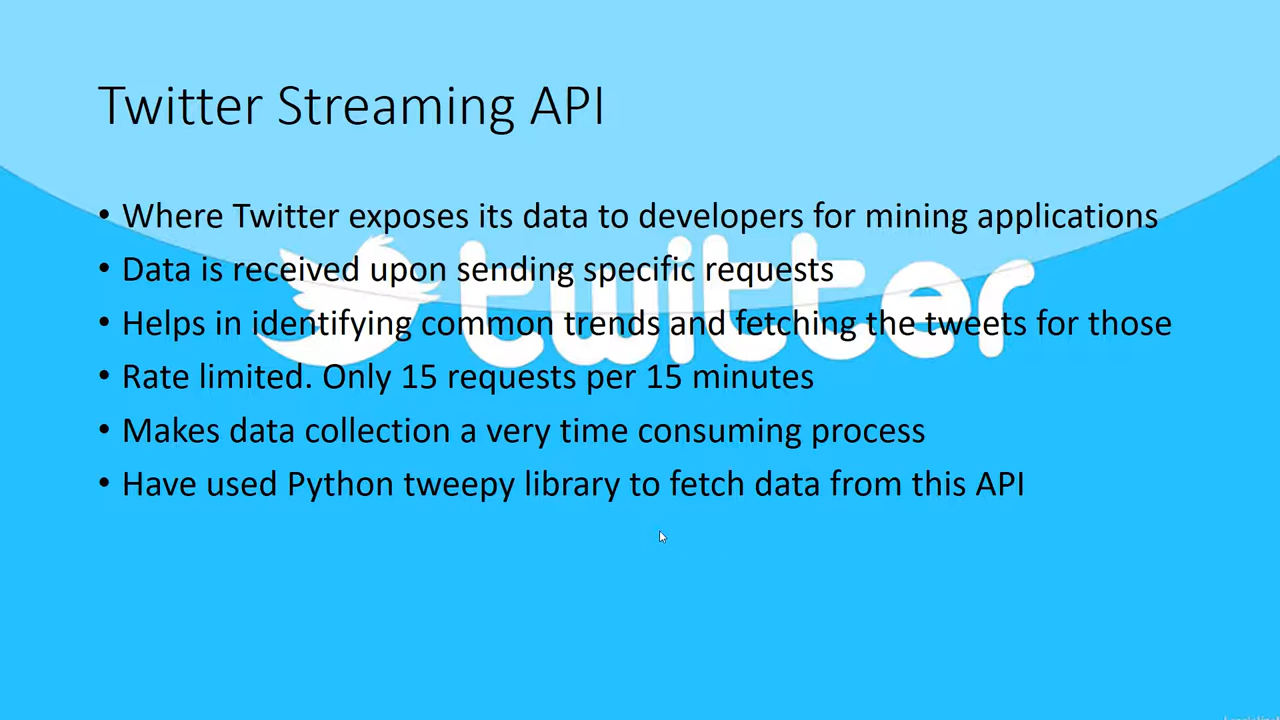 Twitter Streaming API
• Where Twitter exposes its data to developers for mining applications
• Data is received upon sending specific requests
• Helps in identifying common trends and fetching the tweets for those
• Rate limited. Only 15 requests per 15 minutes
• Makes data collection a very time consuming process
• Have used Python tweepy library to fetch data from this API
twitter